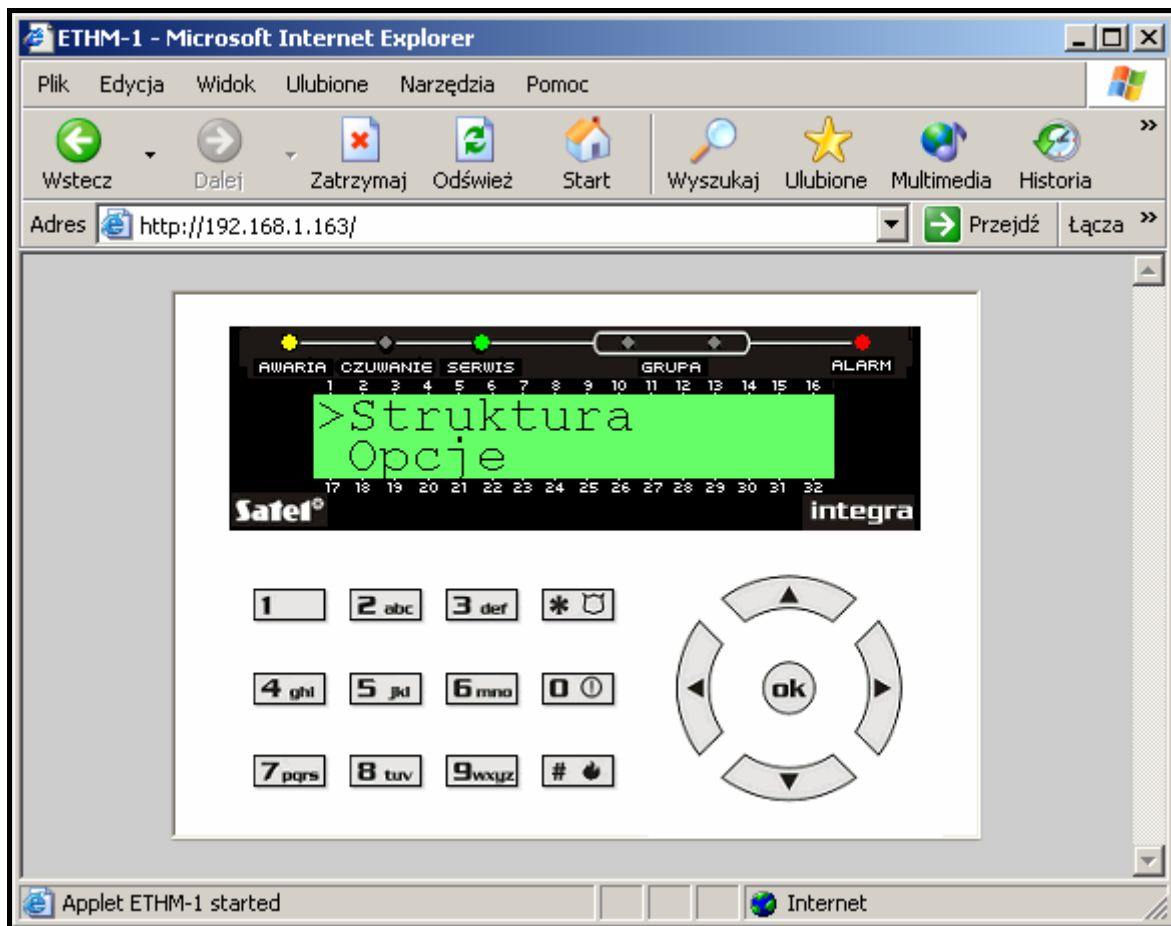 ETHM-1 - Microsoft Internet Explorer
Plik Edycja Widok Ulubione Narzędzia Pomoc
Wstecz Dalej Zatrzymaj Odśwież Start Wyszukaj Ulubione Multimedia Historia »
Adres http://192.168.1.163/ Przejdź Łącza »
AWARIA CZUWANIE SERWIS GRUPA ALARM
1 2 3 4 5 6 7 8 9 10 11 12 13 14 15 16
>Struktura
Opcje
17 18 19 20 21 22 23 24 25 26 27 28 29 30 31 32
Satel® integra
1 2 abc 3 def *
4 ghi 5 jkl 6 mno 0
ok
7 pqrs 8 tuv 9 wxyz #
Applet ETHM-1 started Internet